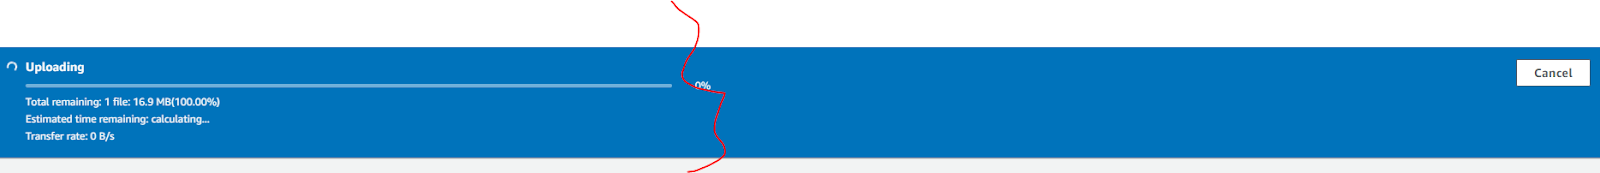 Uploading
0%
Total remaining: 1 file: 16.9 MB(100.00%)
Estimated time remaining: calculating...
Transfer rate: 0 B/s
Cancel